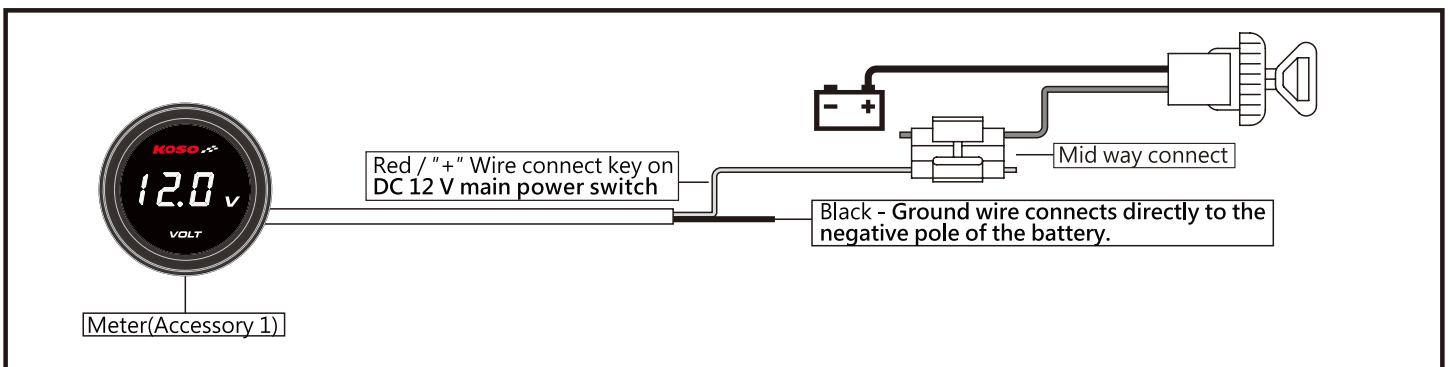 KOSO
12.0 V
VOLT
Meter(Accessory 1)
Red / "+" Wire connect key on
DC 12 V main power switch
- +
Mid way connect
Black - Ground wire connects directly to the
negative pole of the battery.